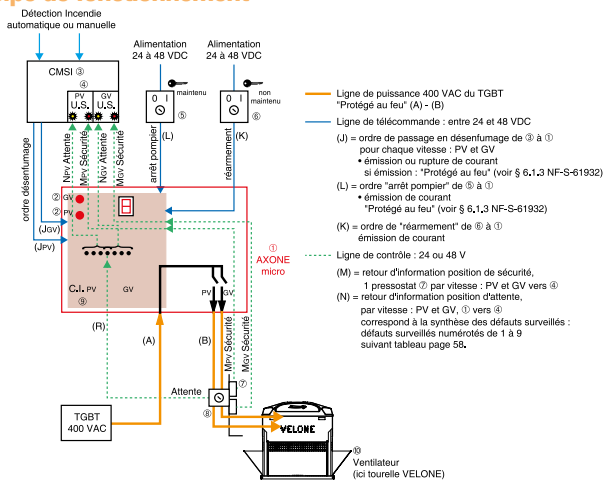 Détection Incendie
automatique ou manuelle
Alimentation
24 à 48 VDC
Alimentation
24 à 48 VDC
CMSI ③
④
PV
U.S.
GV
U.S.
0 I
maintenu
⑤
0 I
non
maintenu
⑥
(L)
(K)
ordre désenfumage
NPV Attente
MPV Sécurité
NGV Attente
MGV Sécurité
arrêt pompier
réarmement
② GV
② PV
(JGV)
(JPV)
①
AXONE
micro
C.I. PV GV
⑨
PV GV
(R)
(A)
(B)
MPV Sécurité
MGV Sécurité
⑦
Attente
⑧
TGBT
400 VAC
VELONE
⑩
Ventilateur
(ici tourelle VELONE)
Ligne de puissance 400 VAC du TGBT
"Protégé au feu" (A) - (B)
Ligne de télécommande : entre 24 et 48 VDC
(J) = ordre de passage en désenfumage de ③ à ①
pour chaque vitesse : PV et GV
• émission ou rupture de courant
si émission : "Protégé au feu" (voir § 6.1.3 NF-S-61932)
(L) = ordre "arrêt pompier" de ⑤ à ①
• émission de courant
"Protégé au feu" (voir § 6.1.3 NF-S-61932)
(K) = ordre de "réarmement" de ⑥ à ①
émission de courant
Ligne de contrôle : 24 ou 48 V
(M) = retour d'information position de sécurité,
1 pressostat ⑦ par vitesse : PV et GV vers ④
(N) = retour d'information position d'attente,
par vitesse : PV et GV, ① vers ④
correspond à la synthèse des défauts surveillés :
défauts surveillés numérotés de 1 à 9
suivant tableau page 58.